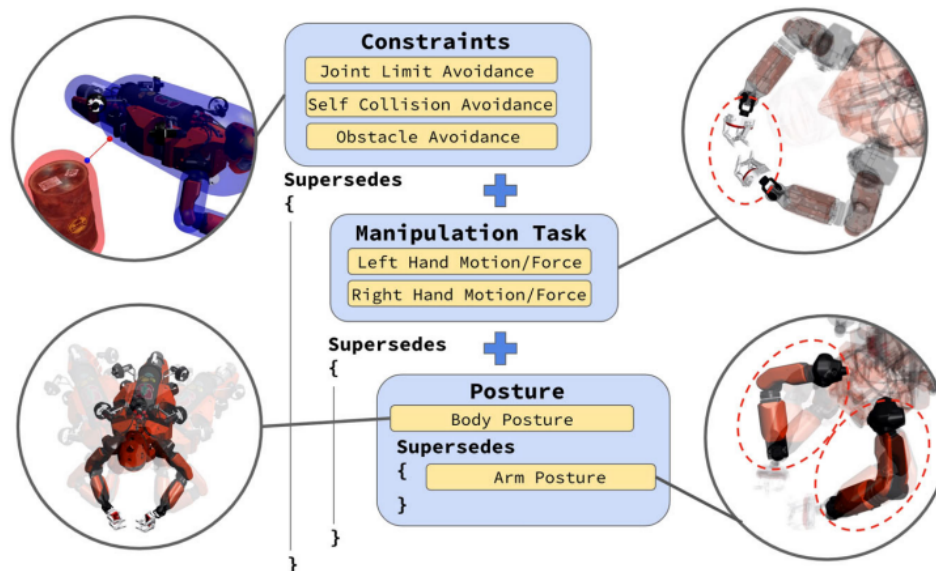 Constraints
Joint Limit Avoidance
Self Collision Avoidance
Obstacle Avoidance
Supersedes
{
Manipulation Task
Left Hand Motion/Force
Right Hand Motion/Force
Supersedes
{
Posture
Body Posture
Supersedes
{
Arm Posture
}
}
}